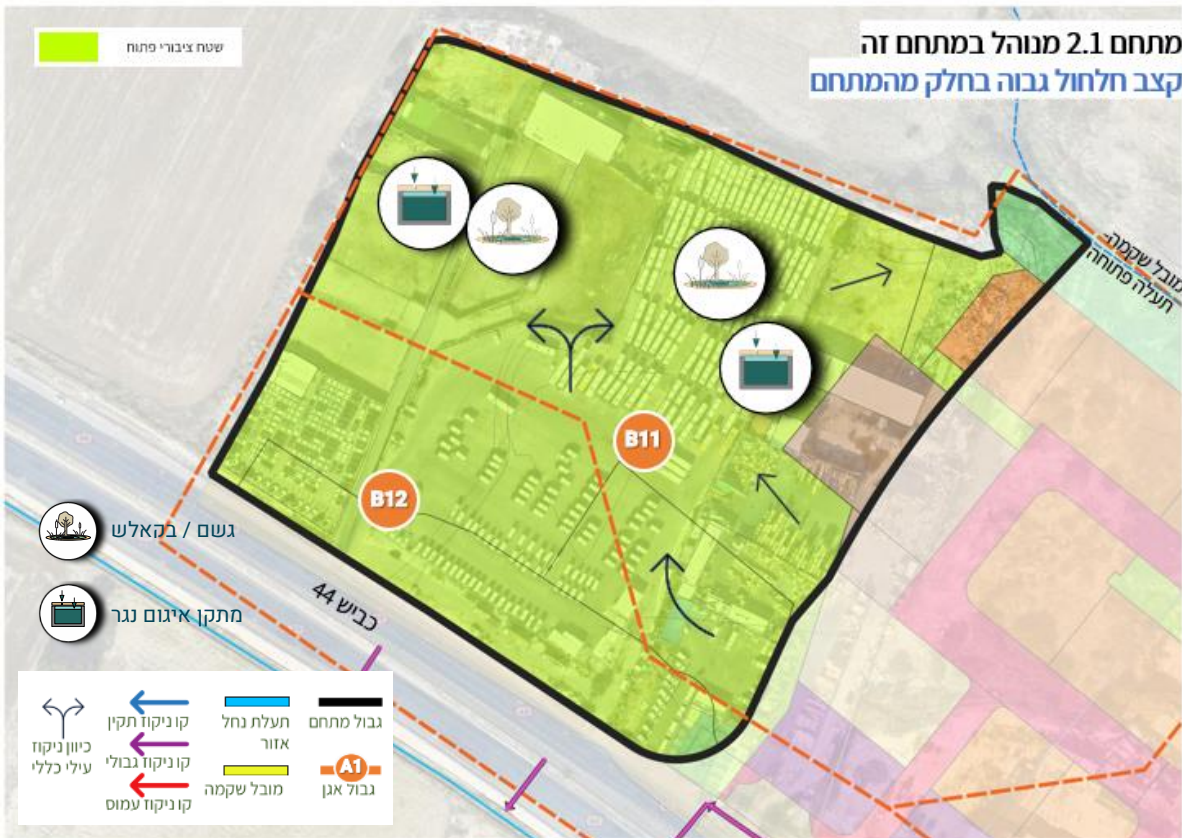 מתחם 2.1 מנוהל במתחם זה
קצב חלחול גבוה בחלק מהמתחם
שטח ציבורי פתוח
מובל שקמה-
תעלה פתוחה
B11
B12
גשם / בקאלש
מתקן איגום נגר
כביש 44
גבול מתחם
A1
גבול אגן
תעלת נחל
אזור
מובל שקמה
קו ניקוז תקין
קו ניקוז גבולי
קו ניקוז עמוס
כיוון ניקוז
עילי כללי